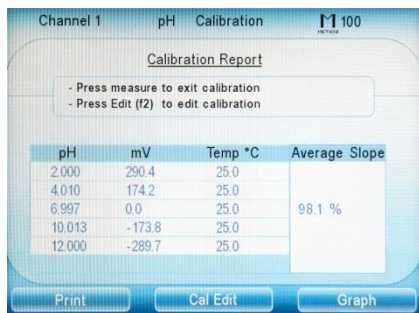 Channel 1 pH Calibration M 100
METHOD
Calibration Report
- Press measure to exit calibration
- Press Edit (f2) to edit calibration
pH mV Temp °C Average Slope
2.000 290.4 25.0
4.010 174.2 25.0
6.997 0.0 25.0 98.1 %
10.013 -173.8 25.0
12.000 -289.7 25.0
Print Cal Edit Graph